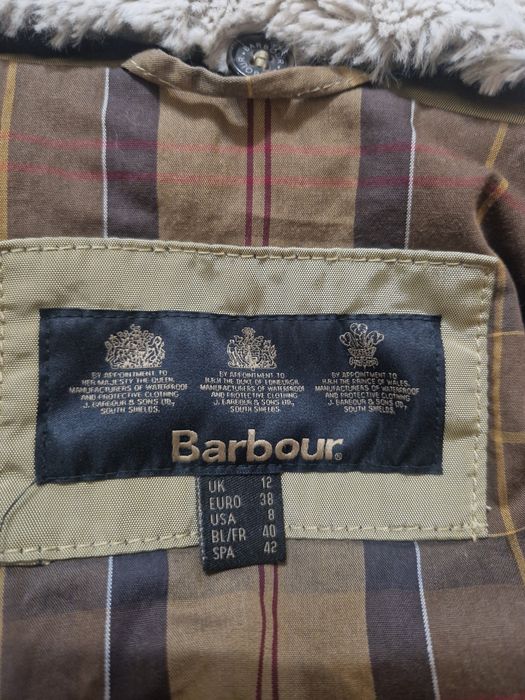 BARBOUR
BY APPOINTMENT TO
HER MAJESTY THE QUEEN,
MANUFACTURERS OF WATERPROOF
AND PROTECTIVE CLOTHING
J. BARBOUR & SONS LTD.,
SOUTH SHIELDS.
BY APPOINTMENT TO
H.R.H. THE DUKE OF EDINBURGH,
MANUFACTURERS OF WATERPROOF
AND PROTECTIVE CLOTHING
J. BARBOUR & SONS LTD.,
SOUTH SHIELDS.
BY APPOINTMENT TO
H.R.H. THE PRINCE OF WALES,
MANUFACTURERS OF WATERPROOF
AND PROTECTIVE CLOTHING
J. BARBOUR & SONS LTD.,
SOUTH SHIELDS.
Barbour®
UK 12
EURO 38
USA 8
BL/FR 40
SPA 42